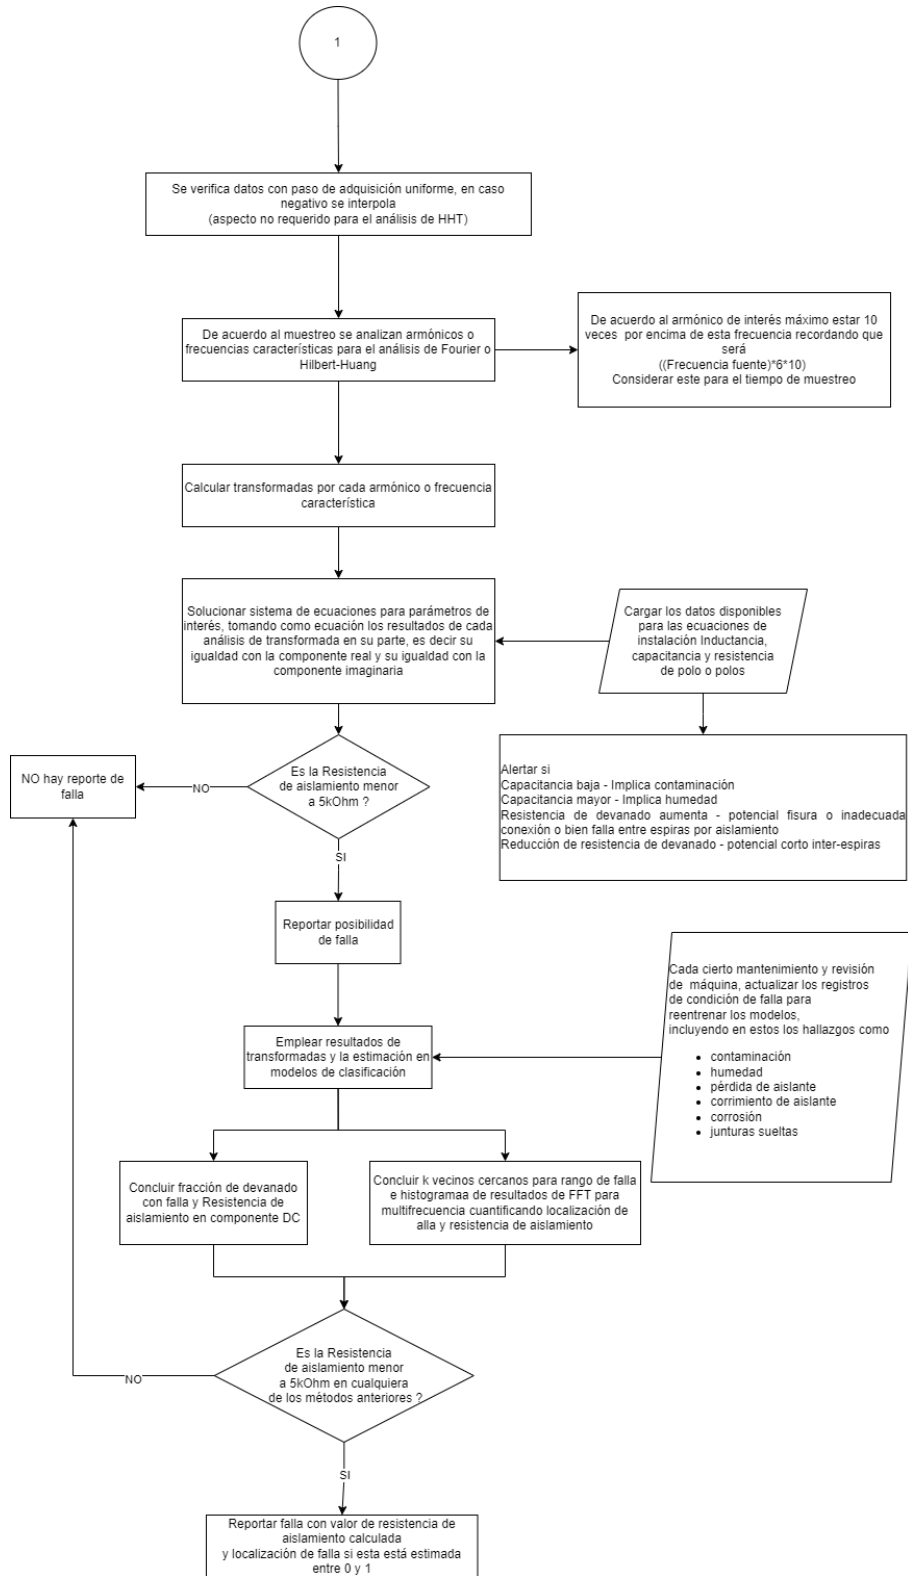 1
Se verifica datos con paso de adquisición uniforme, en caso
negativo se interpola
(aspecto no requerido para el análisis de HHT)
De acuerdo al muestreo se analizan armónicos o
frecuencias características para el análisis de Fourier o
Hilbert-Huang
De acuerdo al armónico de interés máximo estar 10
veces por encima de esta frecuencia recordando que
será
((Frecuencia fuente)*6*10)
Considerar este para el tiempo de muestreo
Calcular transformadas por cada armónico o frecuencia
característica
Solucionar sistema de ecuaciones para parámetros de
interés, tomando como ecuación los resultados de cada
análisis de transformada en su parte, es decir su
igualdad con la componente real y su igualdad con la
componente imaginaria
Cargar los datos disponibles
para las ecuaciones de
instalación Inductancia,
capacitancia y resistencia
de polo o polos
Es la Resistencia
de aislamiento menor
a 5kOhm ?
NO
NO hay reporte de
falla
Alertar si
Capacitancia baja - Implica contaminación
Capacitancia mayor - Implica humedad
Resistencia de devanado aumenta - potencial fisura o inadecuada
conexión o bien falla entre espiras por aislamiento
Reducción de resistencia de devanado - potencial corto inter-espiras
SI
Reportar posibilidad
de falla
Cada cierto mantenimiento y revisión
de máquina, actualizar los registros
de condición de falla para
reentrenar los modelos,
incluyendo en estos los hallazgos como
• contaminación
• humedad
• pérdida de aislante
• corrimiento de aislante
• corrosión
• junturas sueltas
Emplear resultados de
transformadas y la estimación en
modelos de clasificación
Concluir fracción de devanado
con falla y Resistencia de
aislamiento en componente DC
Concluir k vecinos cercanos para rango de falla
e histogramaa de resultados de FFT para
multifrecuencia cuantificando localización de
alla y resistencia de aislamiento
Es la Resistencia
de aislamiento menor
a 5kOhm en cualquiera
de los métodos anteriores ?
NO
SI
Reportar falla con valor de resistencia de
aislamiento calculada
y localización de falla si esta está estimada
entre 0 y 1